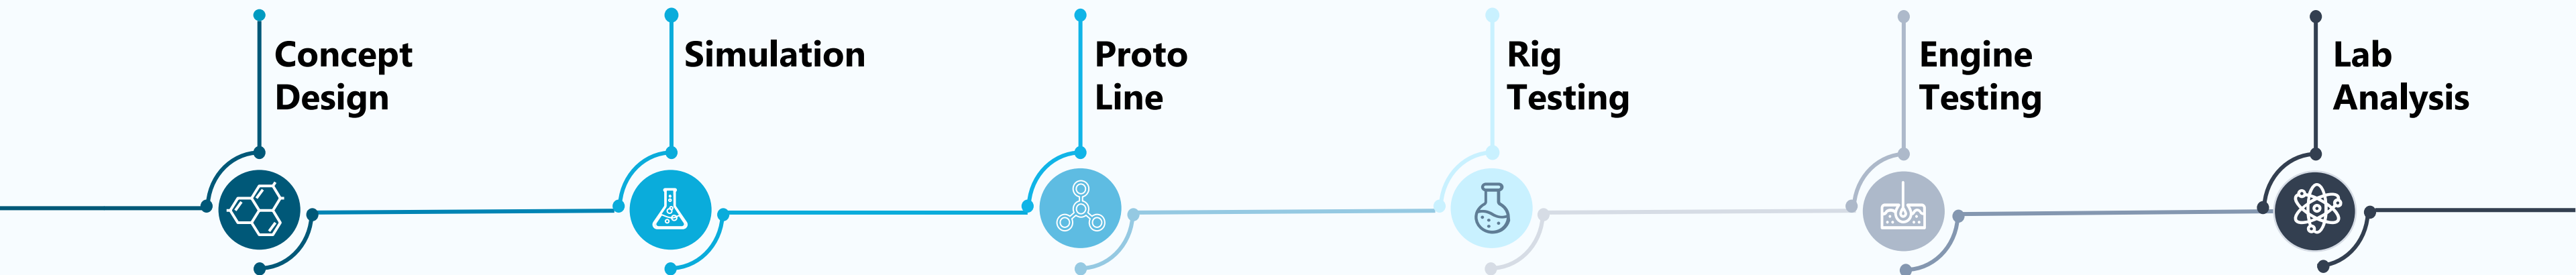 Concept
Design
Simulation
Proto
Line
Rig
Testing
Engine
Testing
Lab
Analysis